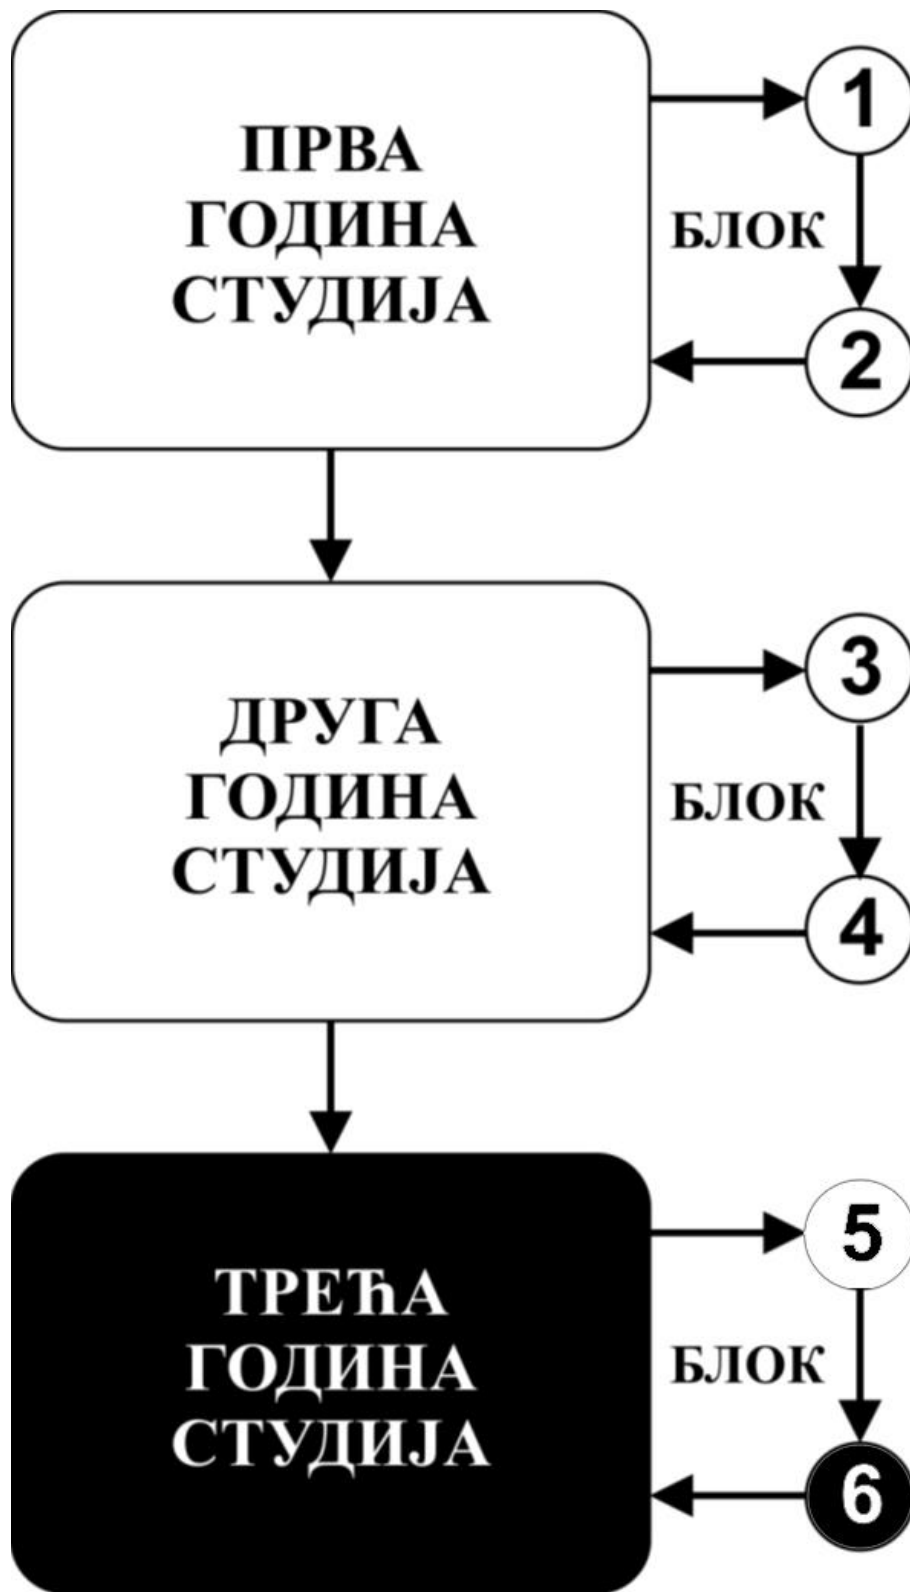 ПРВА
ГОДИНА
СТУДИЈА
1
БЛОК
2
ДРУГА
ГОДИНА
СТУДИЈА
3
БЛОК
4
ТРЕЋА
ГОДИНА
СТУДИЈА
5
БЛОК
6